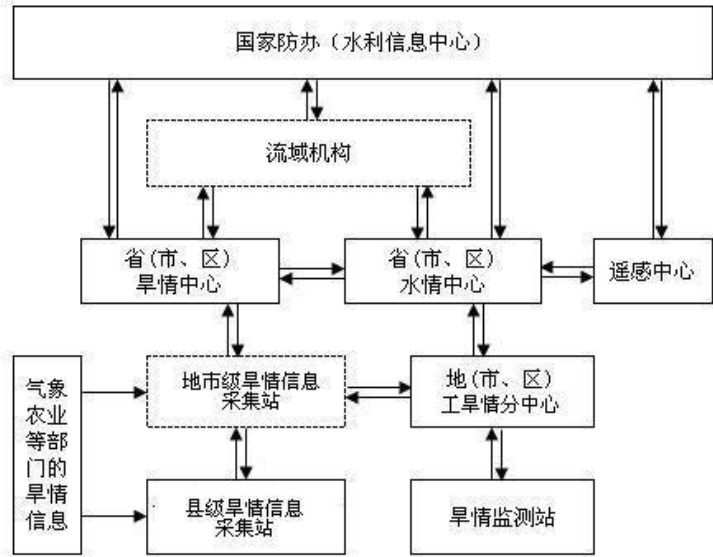 国家防办（水利信息中心）
流域机构
省(市、区)
旱情中心
省(市、区)
水情中心
遥感中心
气象
农业
等部
门的
旱情
信息
地市级旱情信息
采集站
地(市、区)
工旱情分中心
县级旱情信息
采集站
旱情监测站